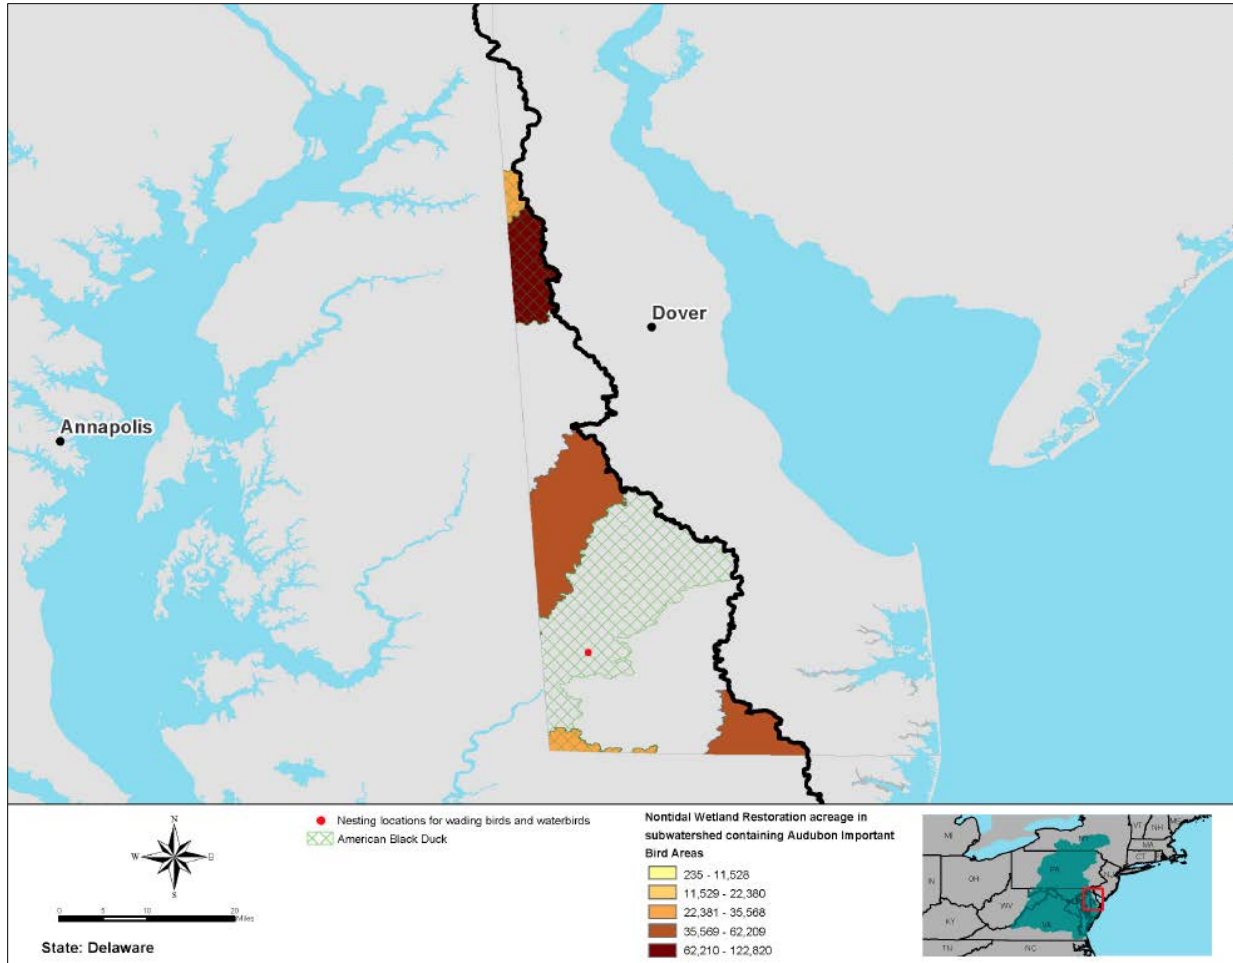 Dover
Annapolis
N
W
E
S
0 5 10 20
Miles
State: Delaware
Nesting locations for wading birds and waterbirds
American Black Duck
Nontidal Wetland Restoration acreage in
subwatershed containing Audubon Important
Bird Areas
235 - 11,528
11,529 - 22,380
22,381 - 35,568
35,569 - 62,209
62,210 - 122,820
MI
NY
VT
NH
MA
CT
PA
NJ
OH
IN
WV
KY
VA
TN
NC